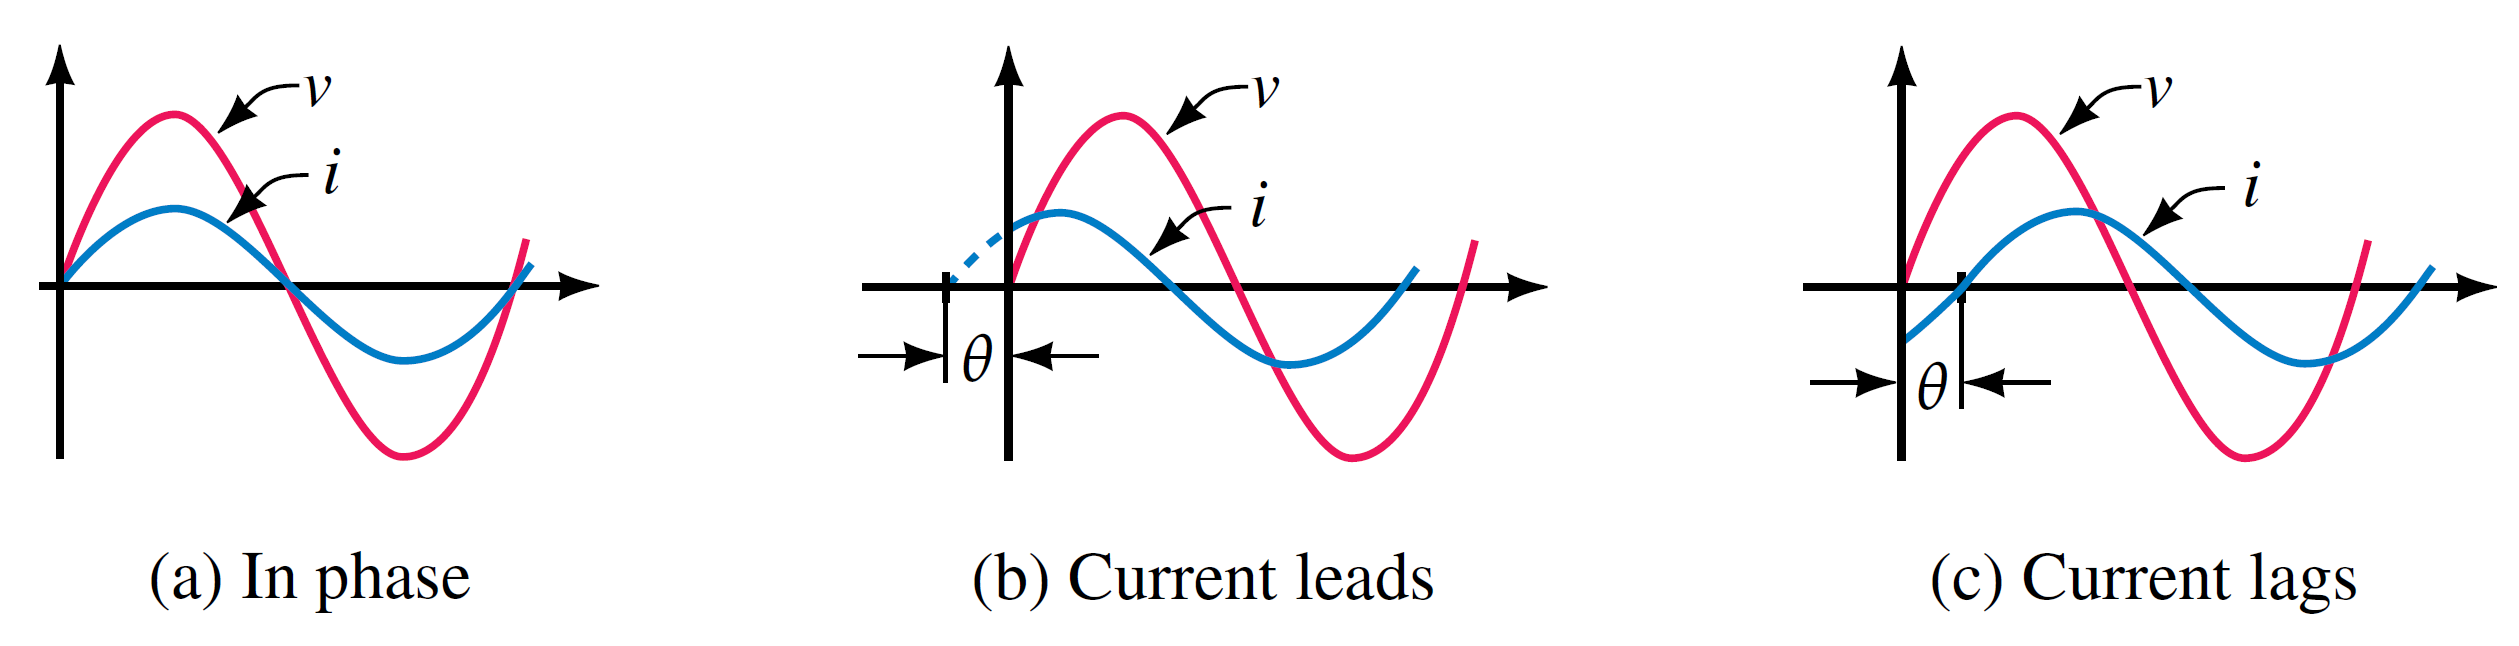 v
i
(a) In phase
v
i
θ
(b) Current leads
v
i
θ
(c) Current lags